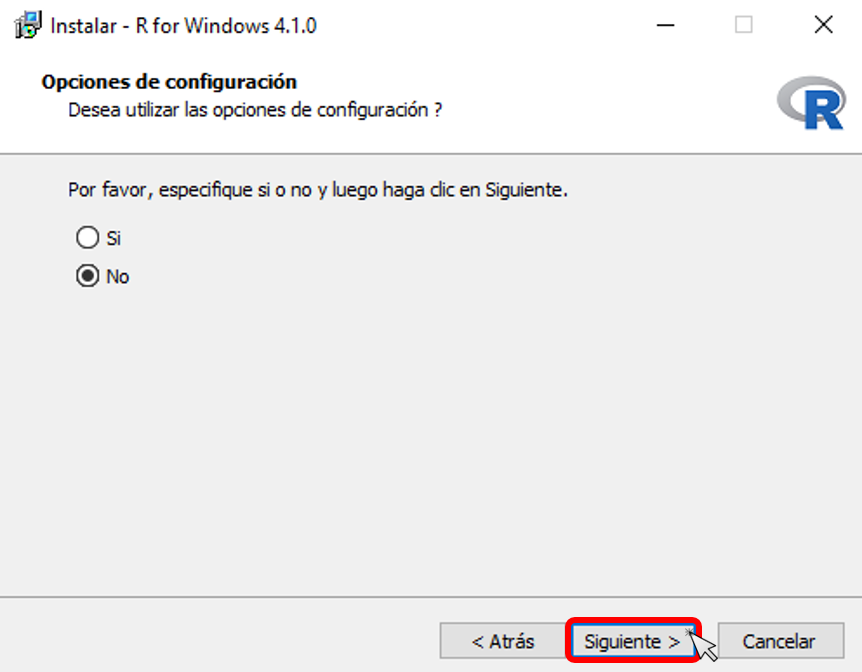 Instalar - R for Windows 4.1.0
Opciones de configuración
Desea utilizar las opciones de configuración ?
R
Por favor, especifique si o no y luego haga clic en Siguiente.
Si
No
< Atrás
Siguiente >
Cancelar